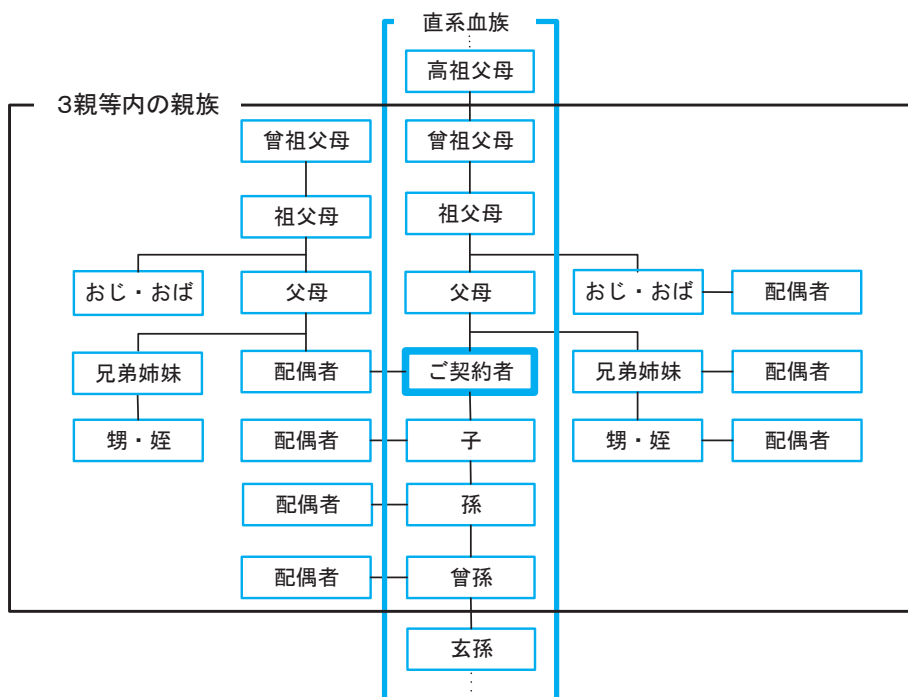 直系血族
高祖父母
3親等内の親族
曾祖父母
曾祖父母
祖父母
祖父母
おじ・おば
父母
父母
おじ・おば
配偶者
兄弟姉妹
配偶者
ご契約者
兄弟姉妹
配偶者
甥・姪
配偶者
子
甥・姪
配偶者
配偶者
孫
配偶者
曾孫
玄孫